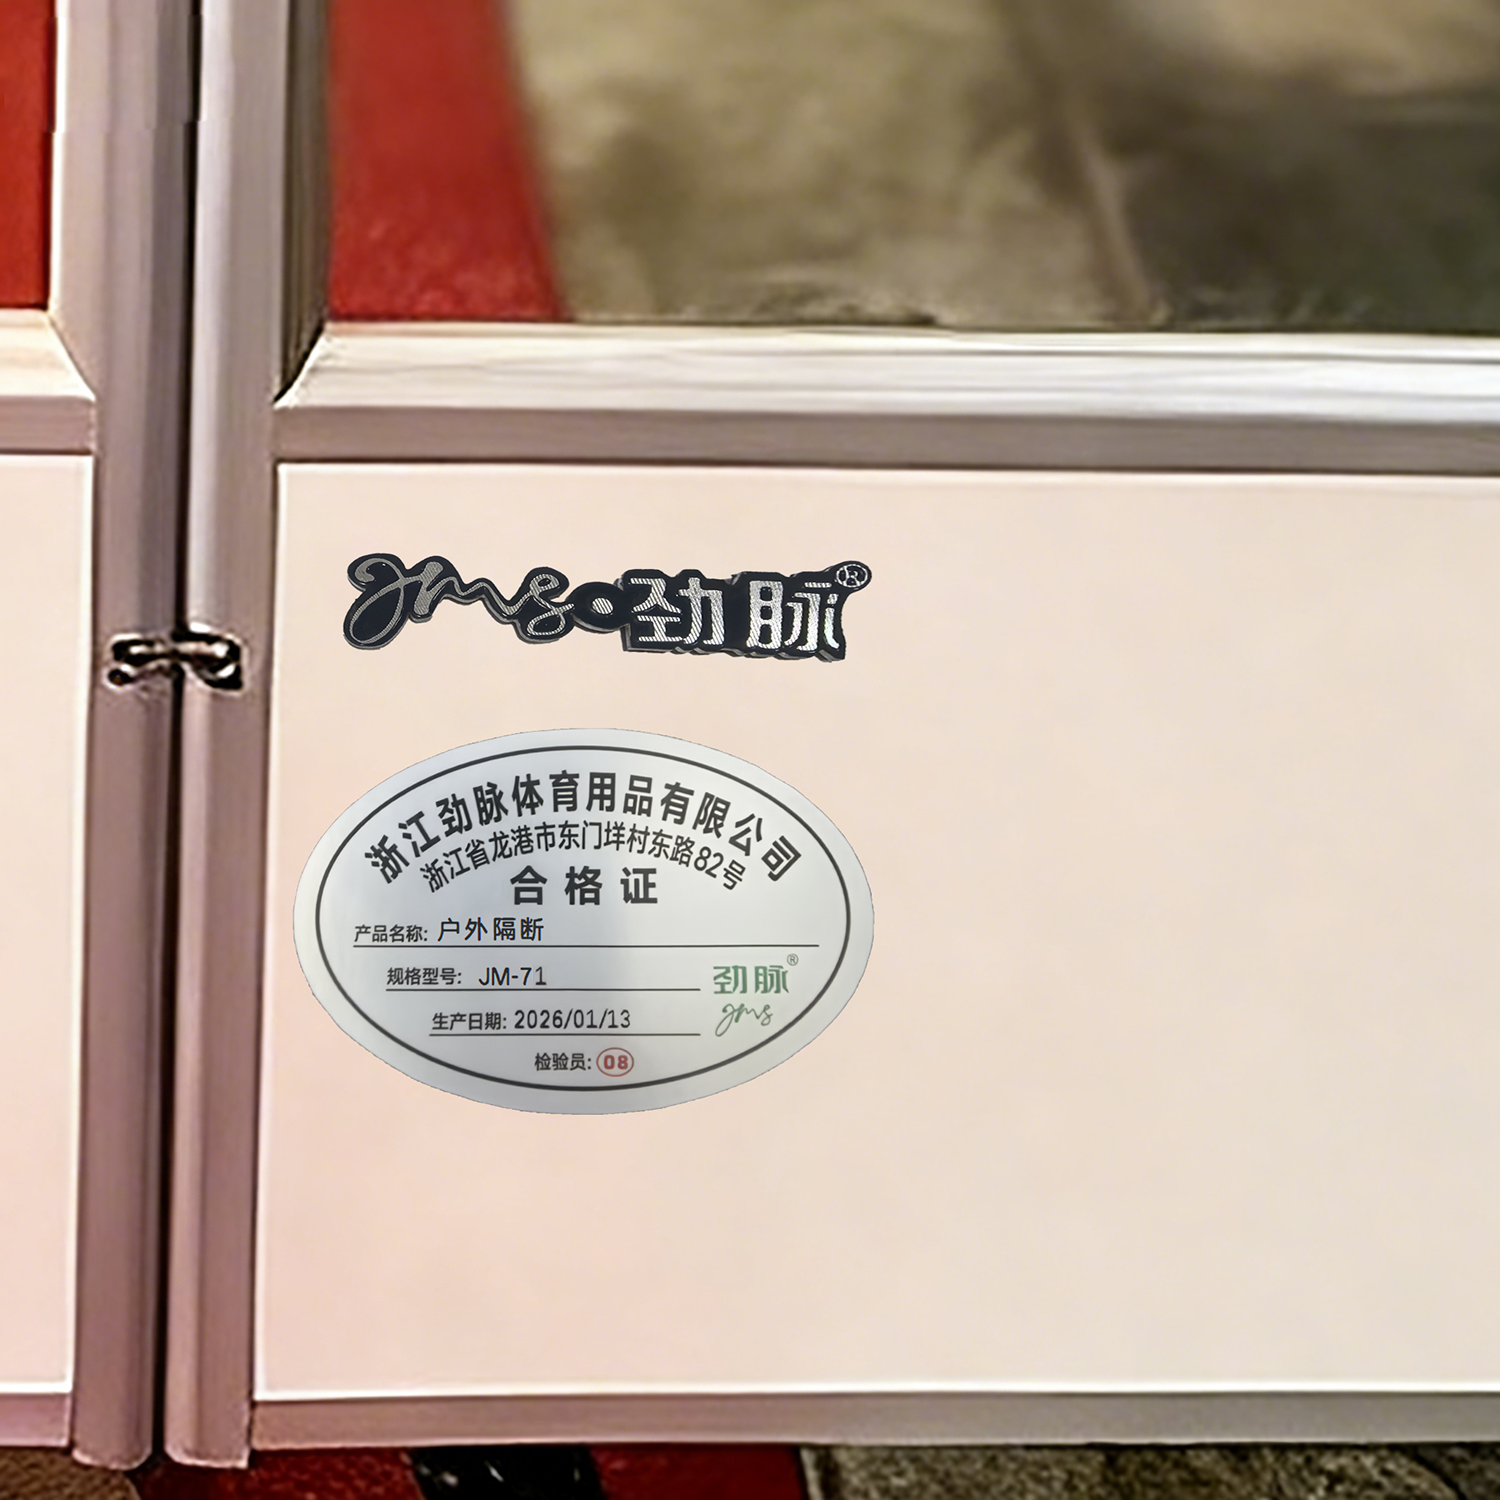 jms·劲脉®
浙江劲脉体育用品有限公司
浙江省龙港市东门垟村东路82号
合格证
产品名称: 户外隔断
规格型号: JM-71
劲脉®
jms
生产日期: 2026/01/13
检验员: 08